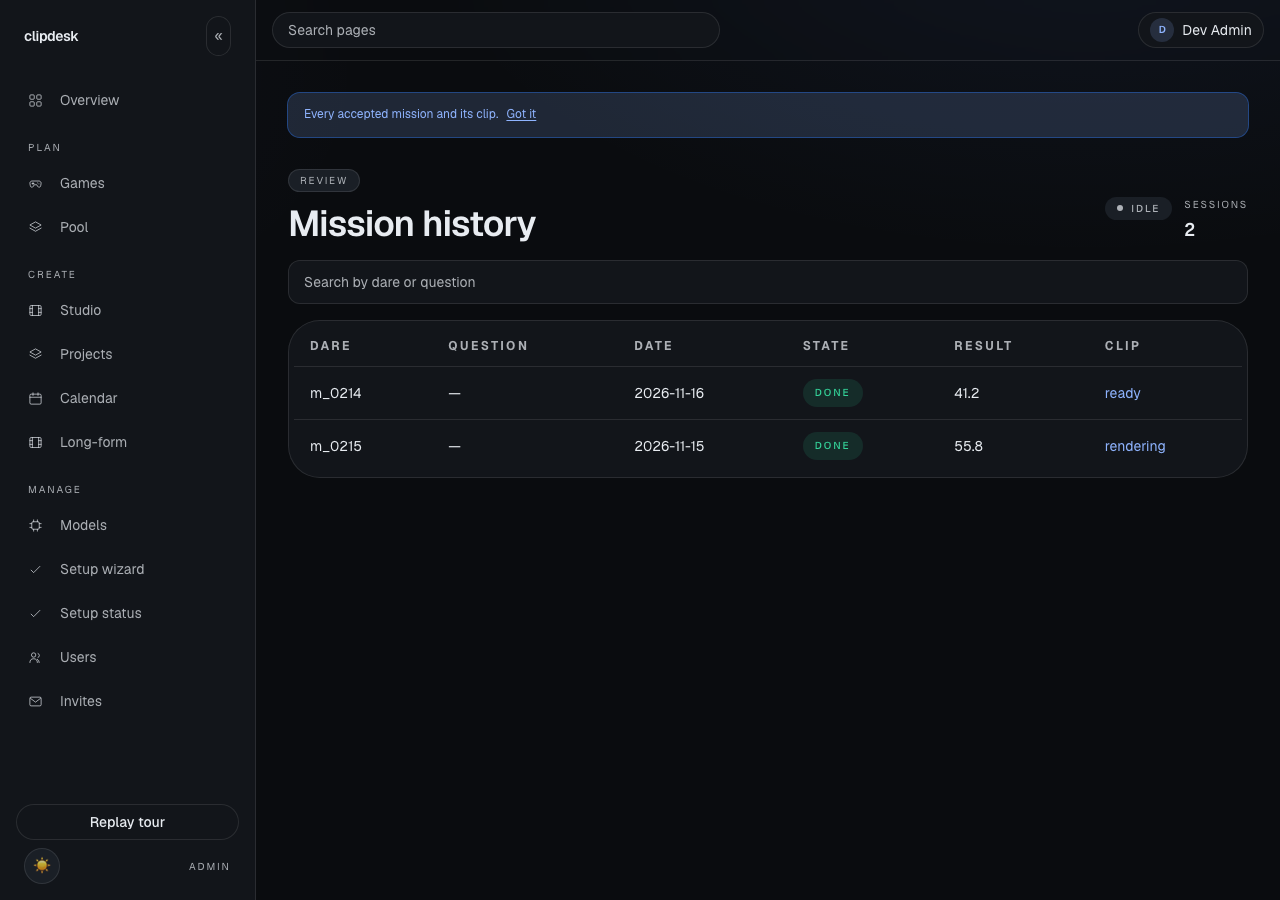 clipdesk
«
Search pages
D Dev Admin
Overview
PLAN
Games
Pool
CREATE
Studio
Projects
Calendar
Long-form
MANAGE
Models
Setup wizard
Setup status
Users
Invites
Replay tour
ADMIN
Every accepted mission and its clip. Got it
REVIEW
Mission history
IDLE
SESSIONS
2
Search by dare or question
DARE QUESTION DATE STATE RESULT CLIP
m_0214 — 2026-11-16 DONE 41.2 ready
m_0215 — 2026-11-15 DONE 55.8 rendering